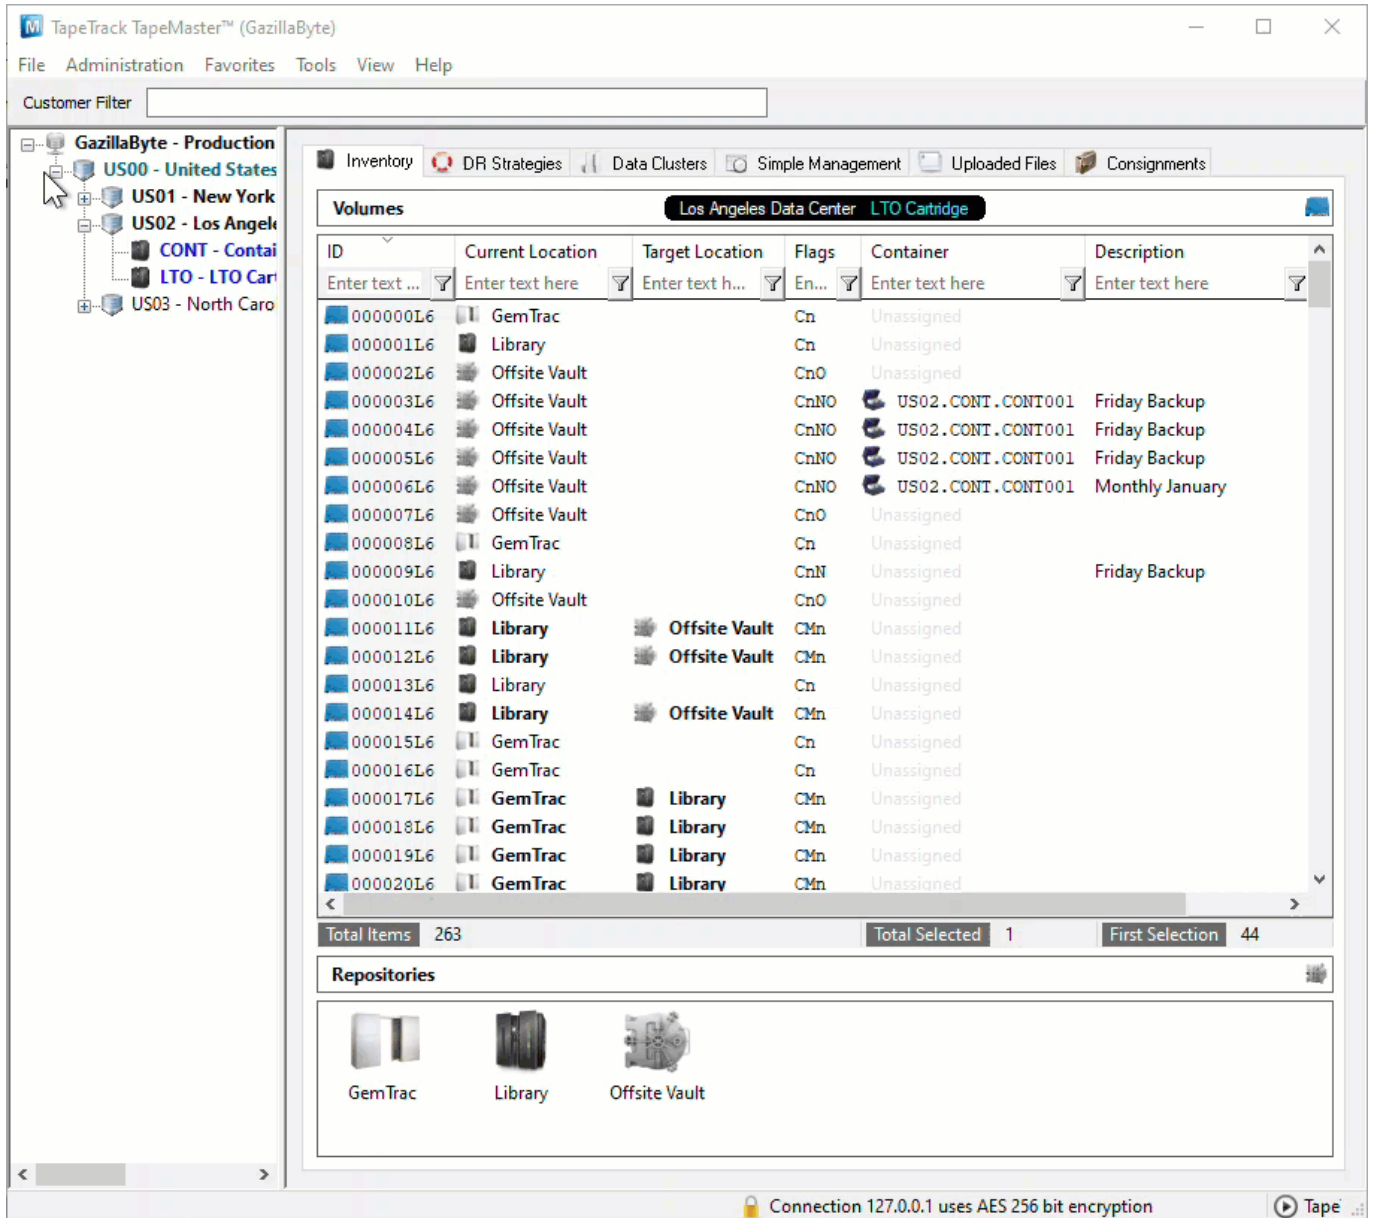 TapeTrack TapeMaster™ (GazillaByte)
File Administration Favorites Tools View Help
Customer Filter
GazillaByte - Production
US00 - United States
US01 - New York
US02 - Los Angele
CONT - Contai
LTO - LTO Cart
US03 - North Caro
Inventory DR Strategies Data Clusters Simple Management Uploaded Files Consignments
Volumes Los Angeles Data Center LTO Cartridge
ID Current Location Target Location Flags Container Description
Enter text ... Enter text here Enter text h... En... Enter text here Enter text here
000000L6 GemTrac Cn Unassigned
000001L6 Library Cn Unassigned
000002L6 Offsite Vault CnO Unassigned
000003L6 Offsite Vault CnNO US02.CONT.CONT001 Friday Backup
000004L6 Offsite Vault CnNO US02.CONT.CONT001 Friday Backup
000005L6 Offsite Vault CnNO US02.CONT.CONT001 Friday Backup
000006L6 Offsite Vault CnNO US02.CONT.CONT001 Monthly January
000007L6 Offsite Vault CnO Unassigned
000008L6 GemTrac Cn Unassigned
000009L6 Library CnN Unassigned Friday Backup
000010L6 Offsite Vault CnO Unassigned
000011L6 Library Offsite Vault CMn Unassigned
000012L6 Library Offsite Vault CMn Unassigned
000013L6 Library Cn Unassigned
000014L6 Library Offsite Vault CMn Unassigned
000015L6 GemTrac Cn Unassigned
000016L6 GemTrac Cn Unassigned
000017L6 GemTrac Library CMn Unassigned
000018L6 GemTrac Library CMn Unassigned
000019L6 GemTrac Library CMn Unassigned
000020L6 GemTrac Library CMn Unassigned
Total Items 263 Total Selected 1 First Selection 44
Repositories
GemTrac Library Offsite Vault
Connection 127.0.0.1 uses AES 256 bit encryption Tape